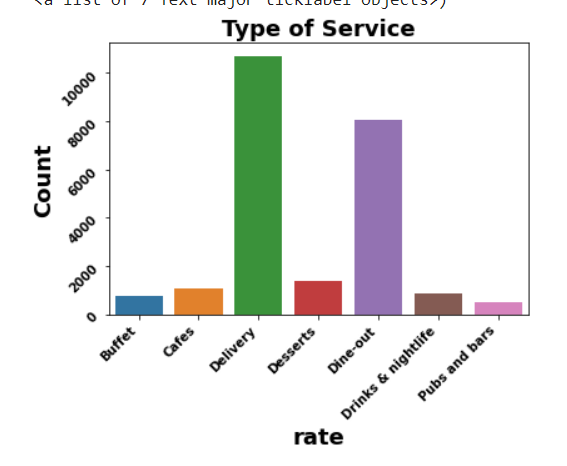 <a list of 7 Text major ticklabel objects>)
Type of Service
Count
10000
8000
6000
4000
2000
0
Buffet
Cafes
Delivery
Desserts
Dine-out
Drinks & nightlife
Pubs and bars
rate